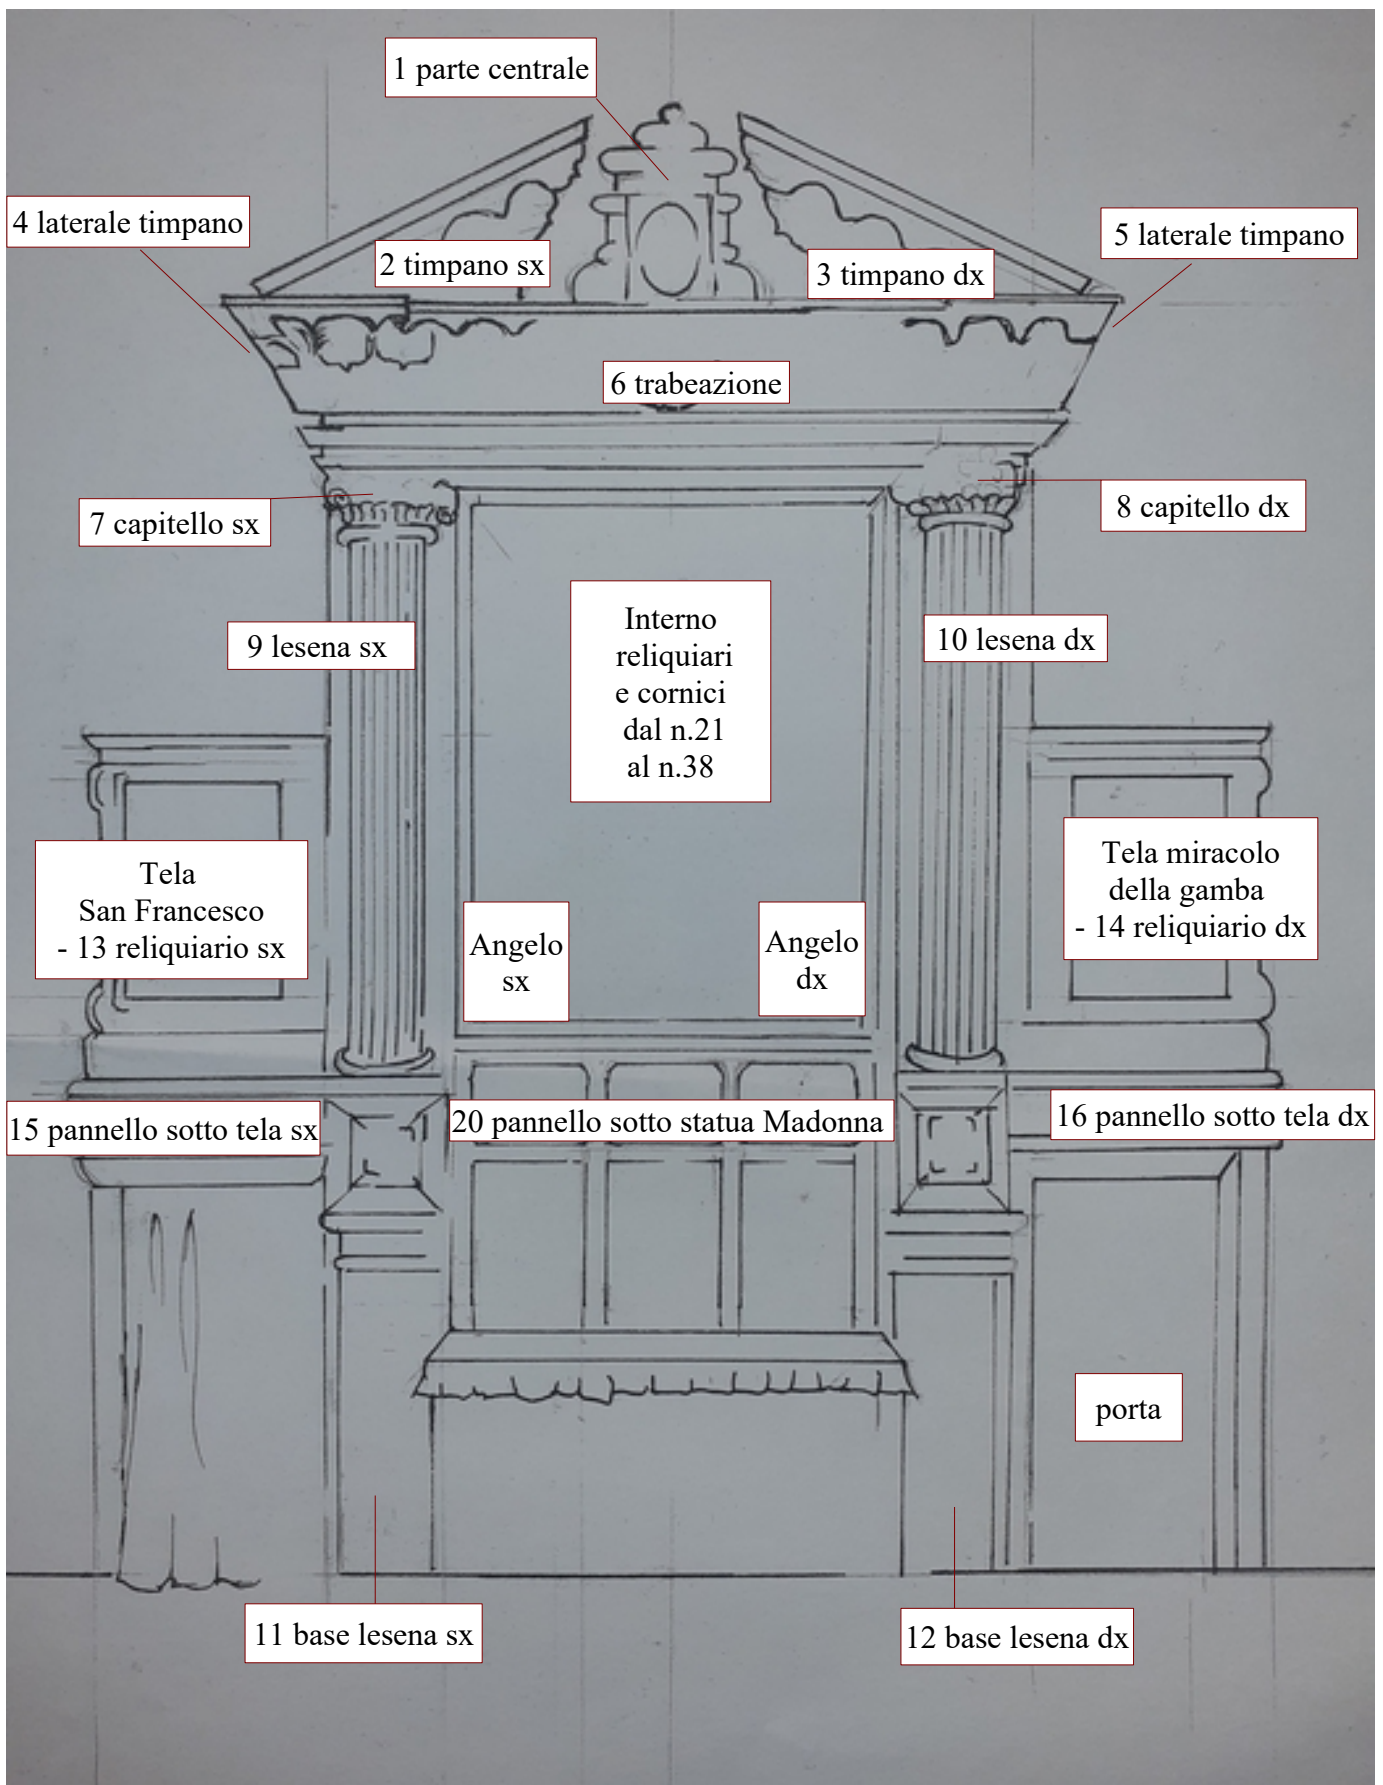 1 parte centrale
4 laterale timpano
5 laterale timpano
2 timpano sx
3 timpano dx
6 trabeazione
7 capitello sx
8 capitello dx
9 lesena sx
10 lesena dx
Interno
reliquiari
e cornici
dal n.21
al n.38
Tela
San Francesco
- 13 reliquiario sx
Tela miracolo
della gamba
- 14 reliquiario dx
Angelo
sx
Angelo
dx
15 pannello sotto tela sx
20 pannello sotto statua Madonna
16 pannello sotto tela dx
porta
11 base lesena sx
12 base lesena dx